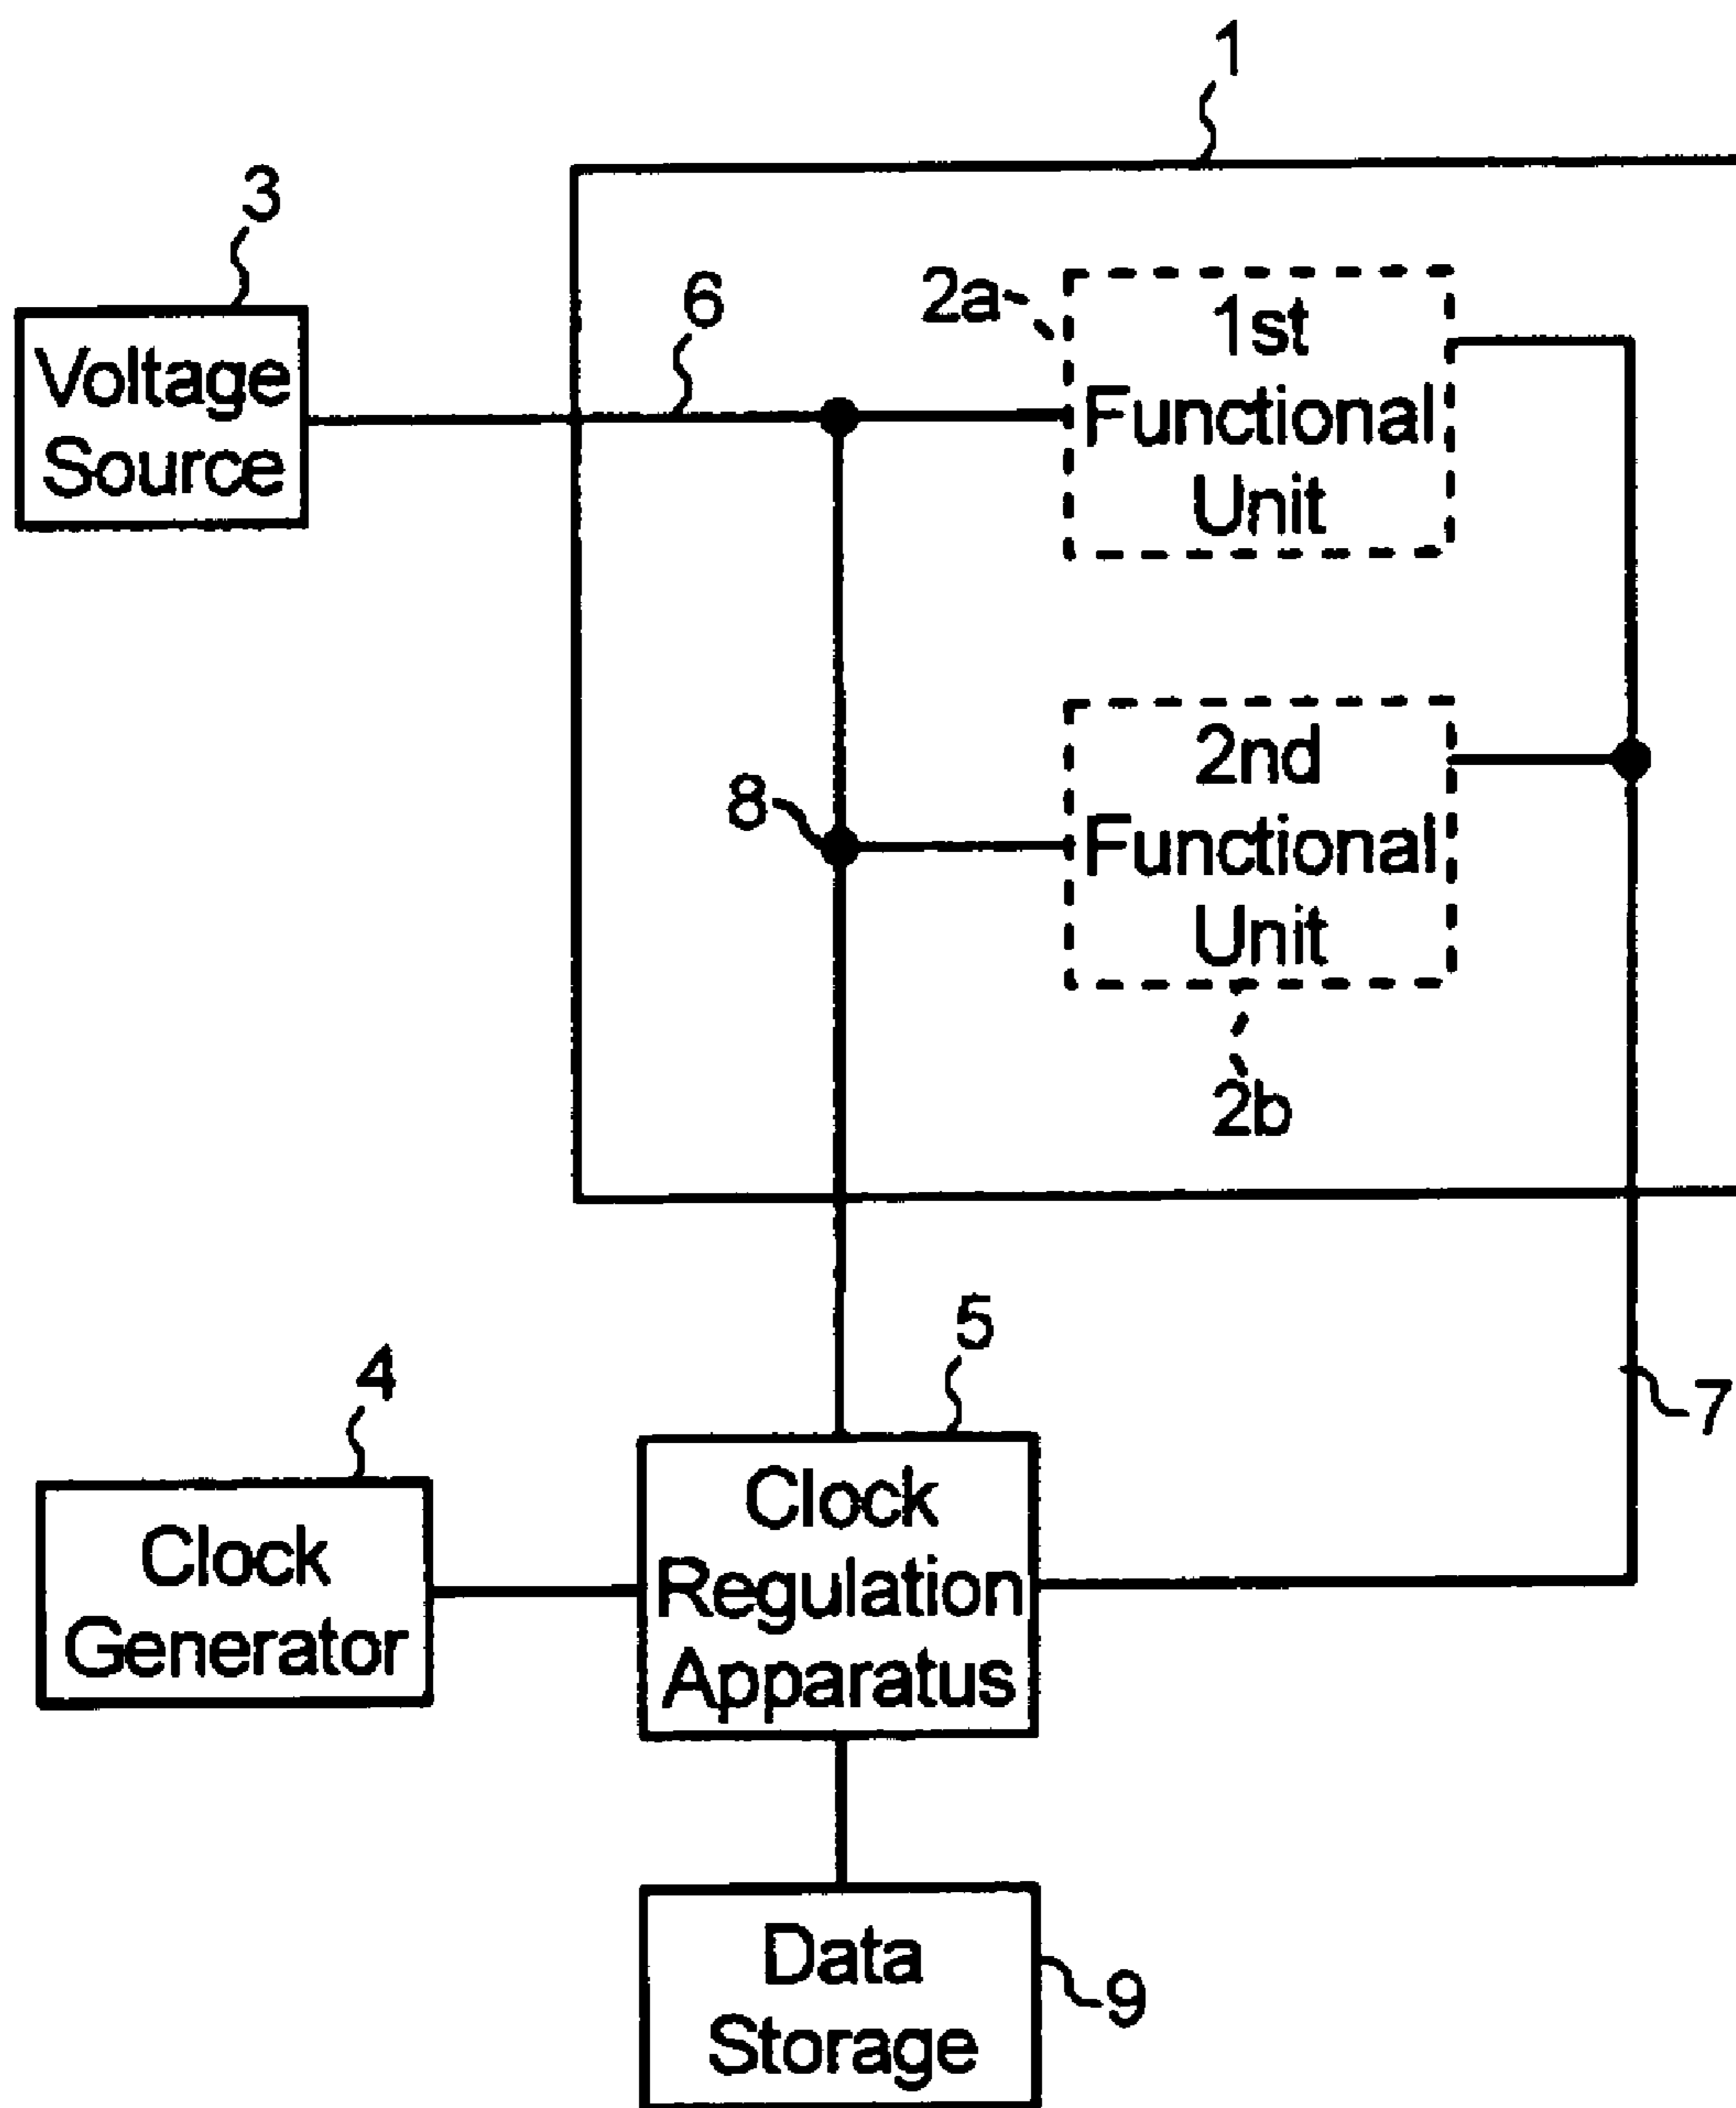 1
3
Voltage
Source
6
2a
1st
Functional
Unit
8
2nd
Functional
Unit
2b
4
Clock
Generator
5
Clock
Regulation
Apparatus
7
Data
Storage
9